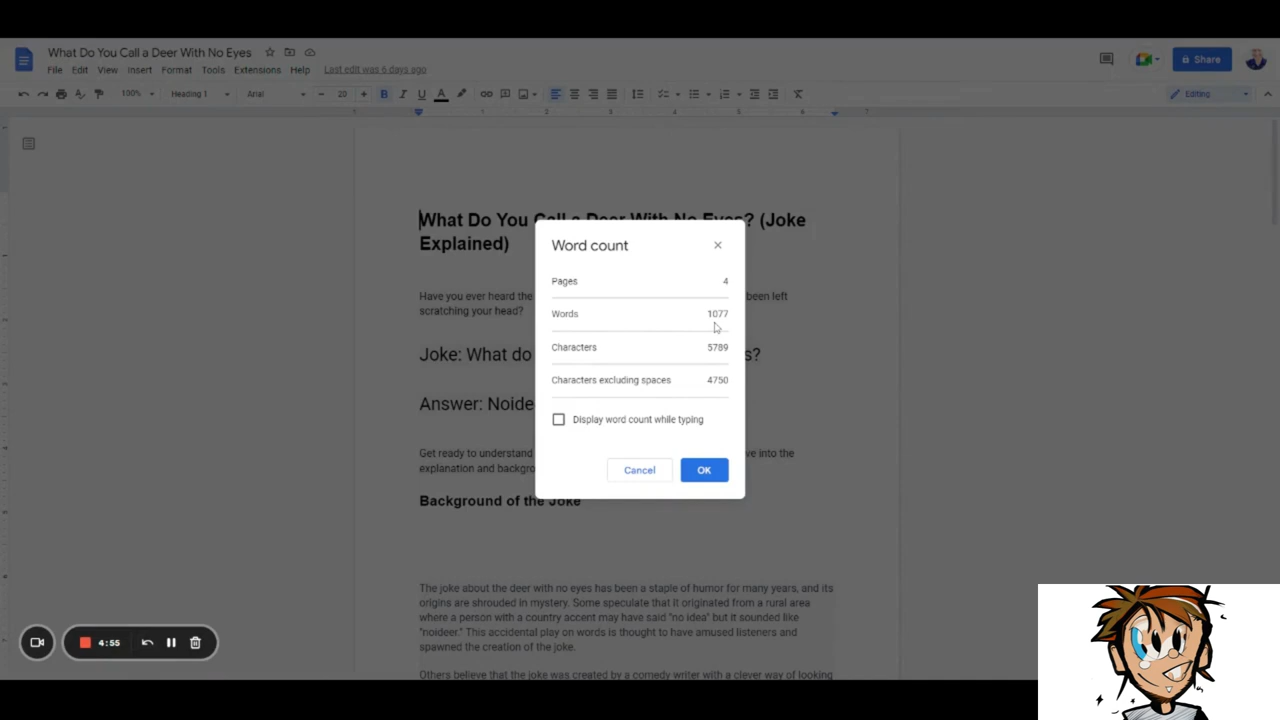 What Do You Call a Deer With No Eyes
File Edit View Insert Format Tools Extensions Help Last edit was 6 days ago
Share
100% Heading 1 Arial 20 B I U A Editing
1 1 2 3 4 5 6 7
What Do You Call a Deer With No Eyes? (Joke
Explained)
Have you ever heard the been left
scratching your head?
Joke: What do s?
Answer: Noide
Get ready to understand ve into the
explanation and backgro
Background of the Joke
The joke about the deer with no eyes has been a staple of humor for many years, and its
origins are shrouded in mystery. Some speculate that it originated from a rural area
where a person with a country accent may have said "no idea" but it sounded like
"noideer." This accidental play on words is thought to have amused listeners and
spawned the creation of the joke.
Others believe that the joke was created by a comedy writer with a clever way of looking
Word count
Pages 4
Words 1077
Characters 5789
Characters excluding spaces 4750
Display word count while typing
Cancel OK
4:55